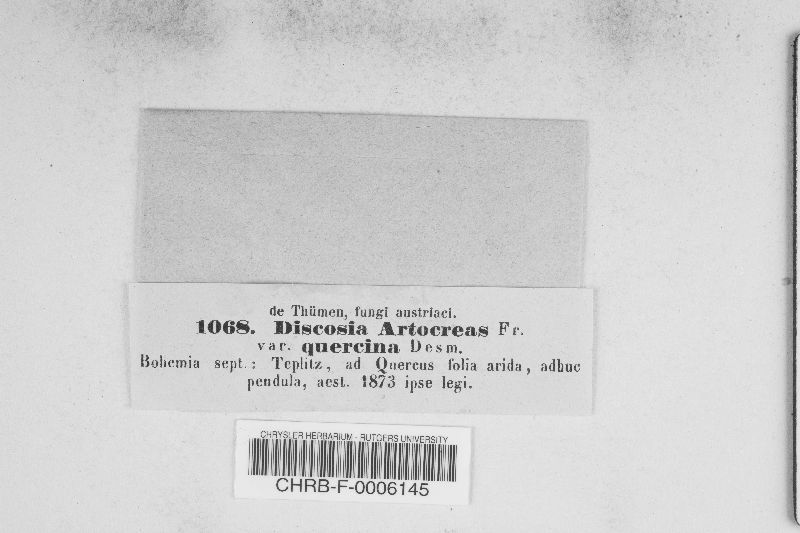 de Thümen, fungi austriaci.
1068. Discosia Artocreas Fr.
var. quercina Desm.
Bohemia sept.: Teplitz, ad Quercus folia arida, adhuc
pendula, aest. 1873 ipse legi.
CHRYSLER HERBARIUM - RUTGERS UNIVERSITY
CHRB-F-0006145